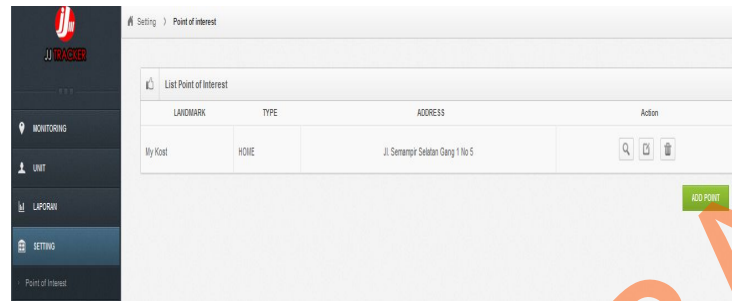 Setting > Point of interest
JJ TRACKER
List Point of Interest
LANDMARK TYPE ADDRESS Action
MONITORING
My Kost HOME Jl. Semampir Selatan Gang 1 No 5
UNIT
LAPORAN
ADD POINT
SETTING
Point of Interest